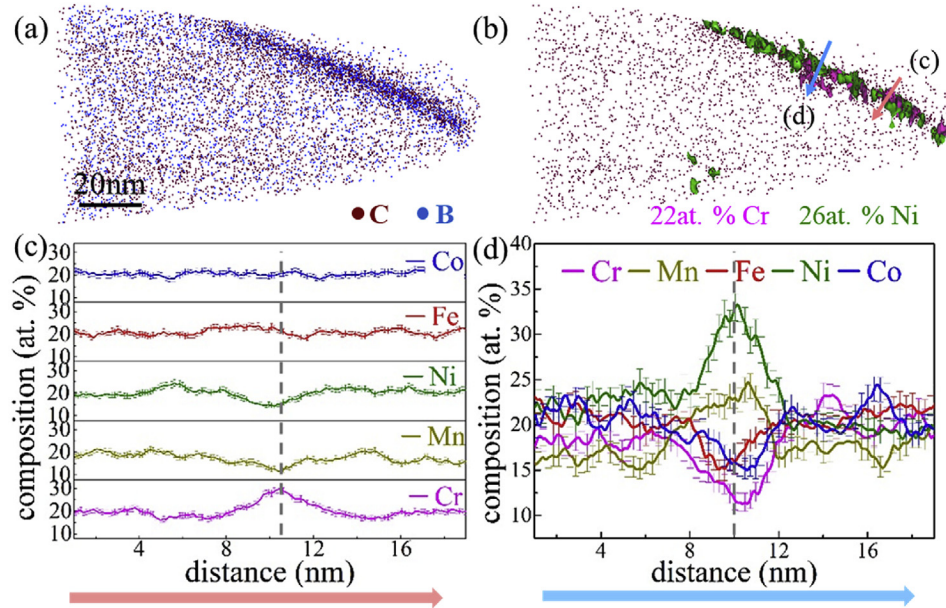 (a)
20nm
C B
(b)
(c)
(d)
22at. % Cr 26at. % Ni
(c)
composition (at. %)
30
20
10
Co
30
20
10
Fe
30
20
10
Ni
30
20
10
Mn
30
20
10
Cr
4 8 12 16
distance (nm)
(d)
composition (at. %)
40
35
30
25
20
15
10
Cr Mn Fe Ni Co
4 8 12 16
distance (nm)